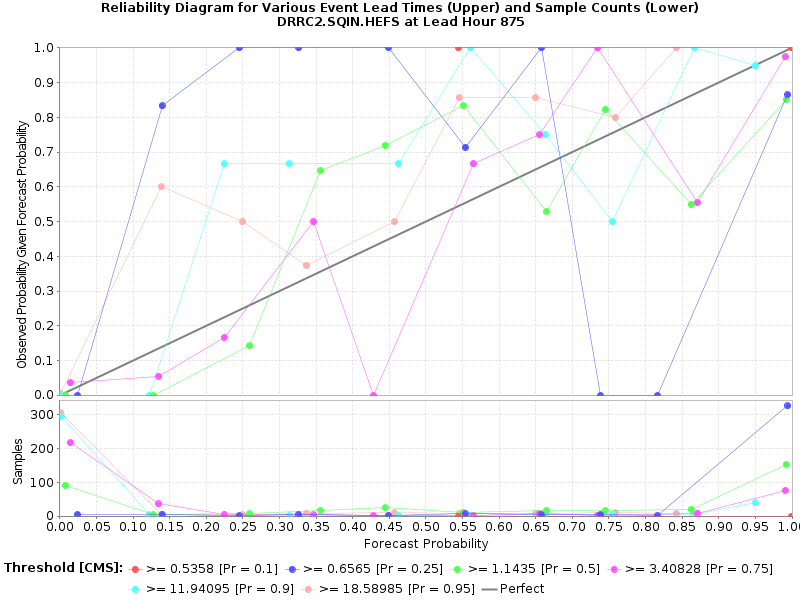 Reliability Diagram for Various Event Lead Times (Upper) and Sample Counts (Lower)
DRRC2.SQIN.HEFS at Lead Hour 875
Observed Probability Given Forecast Probability
1.0
0.9
0.8
0.7
0.6
0.5
0.4
0.3
0.2
0.1
0.0
Samples
300
200
100
0
0.00 0.05 0.10 0.15 0.20 0.25 0.30 0.35 0.40 0.45 0.50 0.55 0.60 0.65 0.70 0.75 0.80 0.85 0.90 0.95 1.00
Forecast Probability
Threshold [CMS]: >= 0.5358 [Pr = 0.1] >= 0.6565 [Pr = 0.25] >= 1.1435 [Pr = 0.5] >= 3.40828 [Pr = 0.75]
>= 11.94095 [Pr = 0.9] >= 18.58985 [Pr = 0.95] Perfect